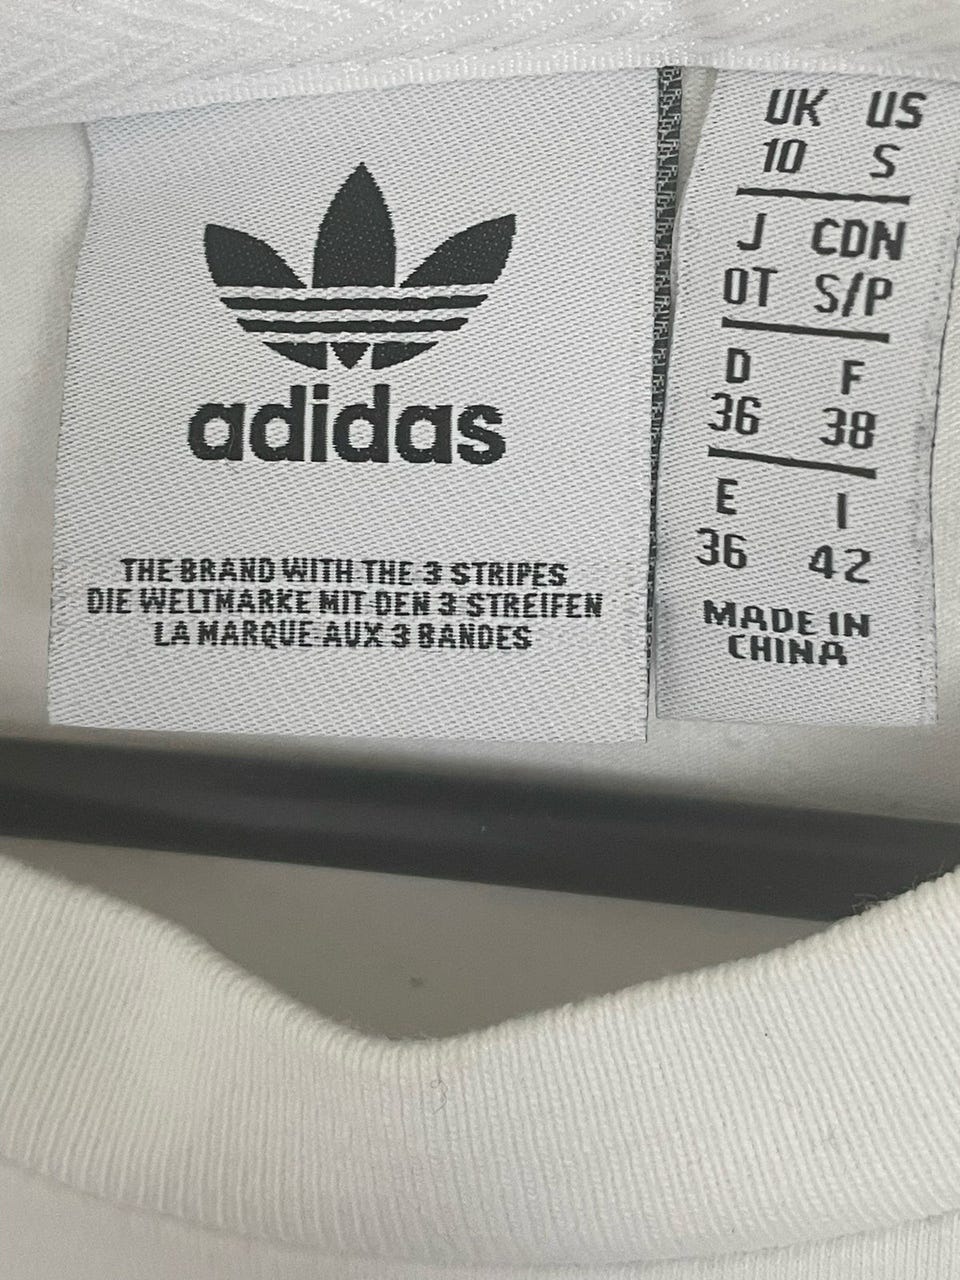 adidas
THE BRAND WITH THE 3 STRIPES
DIE WELTMARKE MIT DEN 3 STREIFEN
LA MARQUE AUX 3 BANDES
UK US
10 S
J CDN
OT S/P
D F
36 38
E I
36 42
MADE IN
CHINA